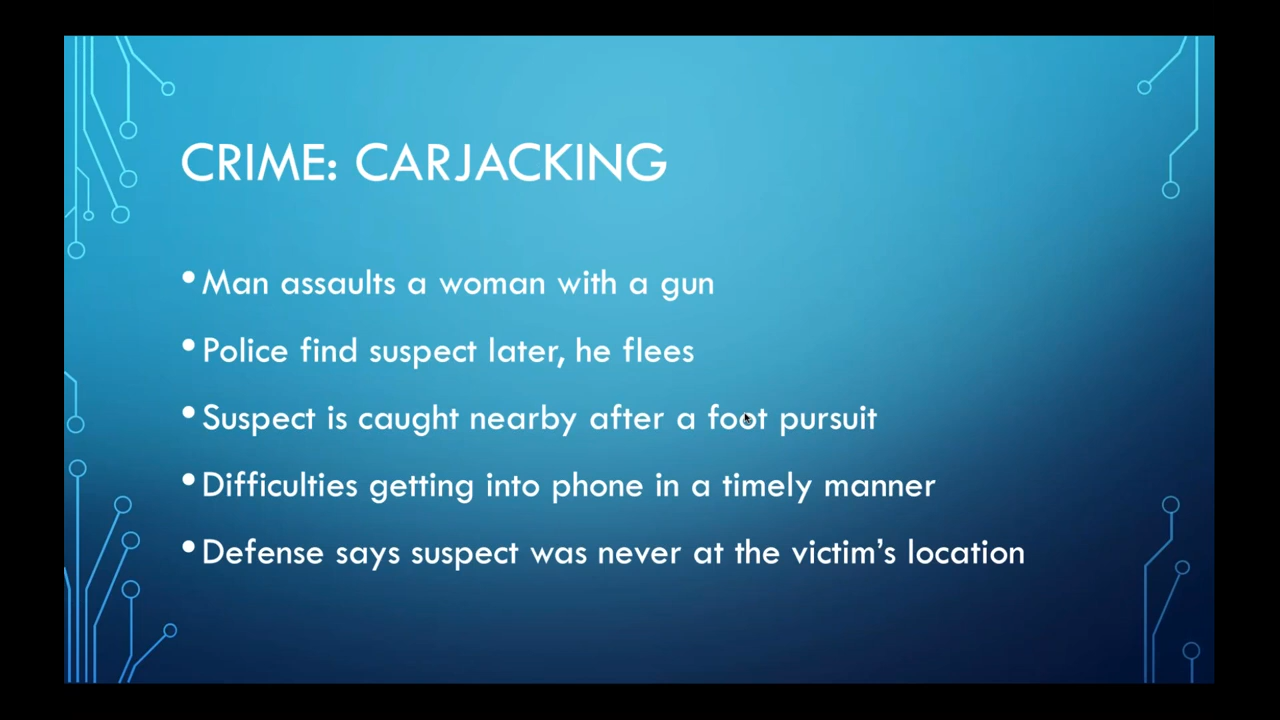 CRIME: CARJACKING
• Man assaults a woman with a gun
• Police find suspect later, he flees
• Suspect is caught nearby after a foot pursuit
• Difficulties getting into phone in a timely manner
• Defense says suspect was never at the victim’s location